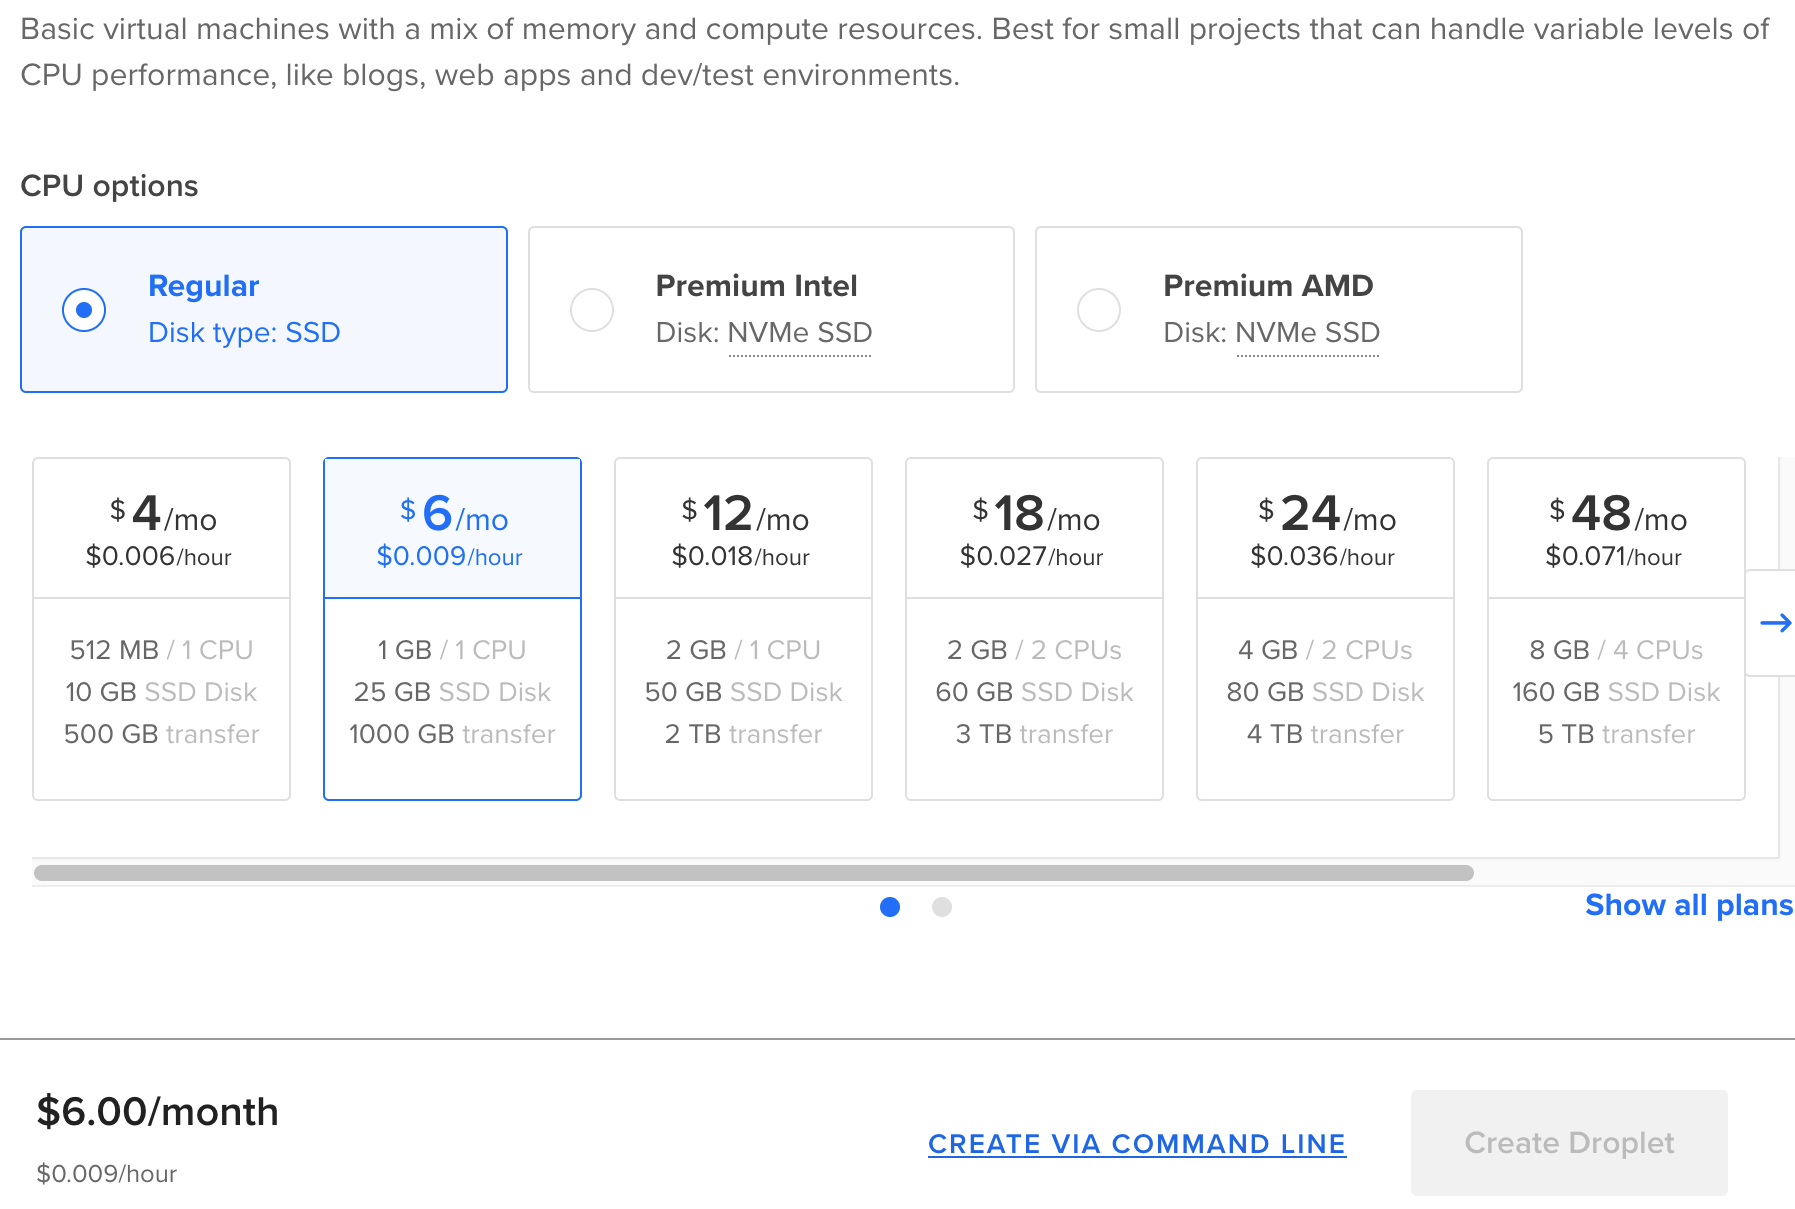 Basic virtual machines with a mix of memory and compute resources. Best for small projects that can handle variable levels of
CPU performance, like blogs, web apps and dev/test environments.
CPU options
Regular
Disk type: SSD
Premium Intel
Disk: NVMe SSD
Premium AMD
Disk: NVMe SSD
$4/mo
$0.006/hour
512 MB / 1 CPU
10 GB SSD Disk
500 GB transfer
$6/mo
$0.009/hour
1 GB / 1 CPU
25 GB SSD Disk
1000 GB transfer
$12/mo
$0.018/hour
2 GB / 1 CPU
50 GB SSD Disk
2 TB transfer
$18/mo
$0.027/hour
2 GB / 2 CPUs
60 GB SSD Disk
3 TB transfer
$24/mo
$0.036/hour
4 GB / 2 CPUs
80 GB SSD Disk
4 TB transfer
$48/mo
$0.071/hour
8 GB / 4 CPUs
160 GB SSD Disk
5 TB transfer
Show all plans
$6.00/month
$0.009/hour
CREATE VIA COMMAND LINE
Create Droplet